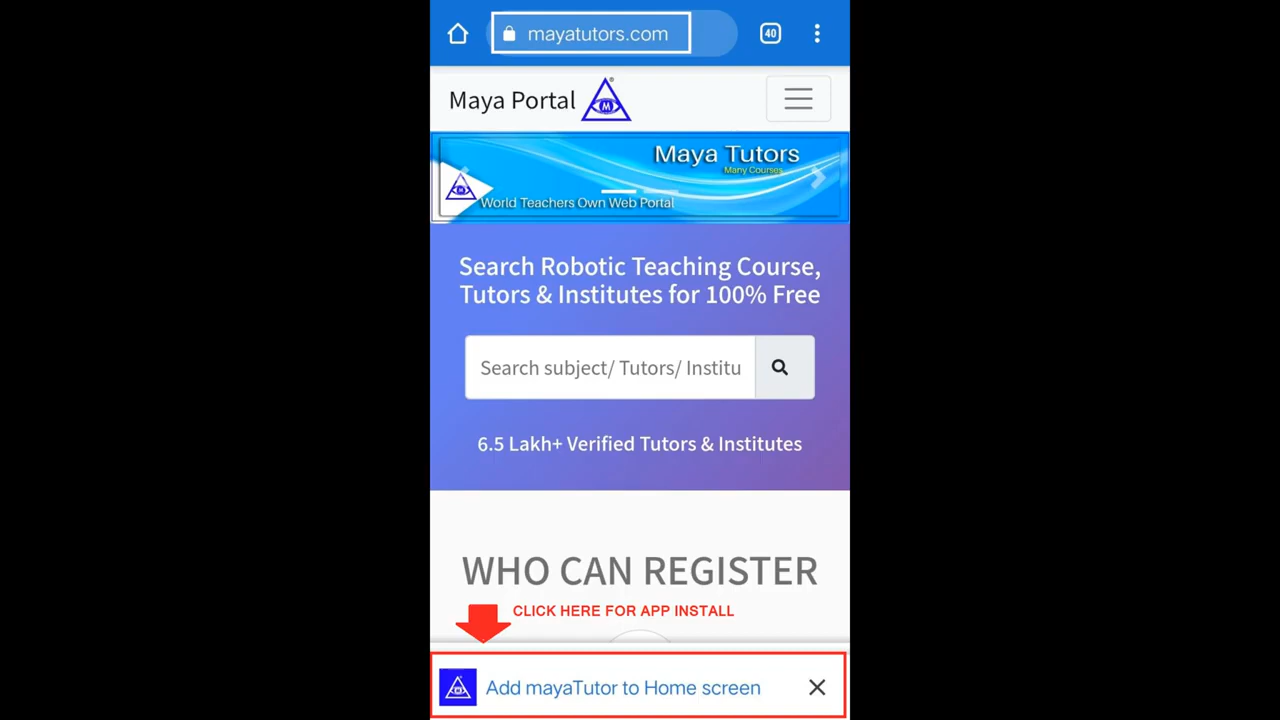 mayatutors.com
40
Maya Portal
M
Maya Tutors
Many Courses
World Teachers Own Web Portal
Search Robotic Teaching Course,
Tutors & Institutes for 100% Free
Search subject/ Tutors/ Institu
6.5 Lakh+ Verified Tutors & Institutes
WHO CAN REGISTER
CLICK HERE FOR APP INSTALL
Add mayaTutor to Home screen